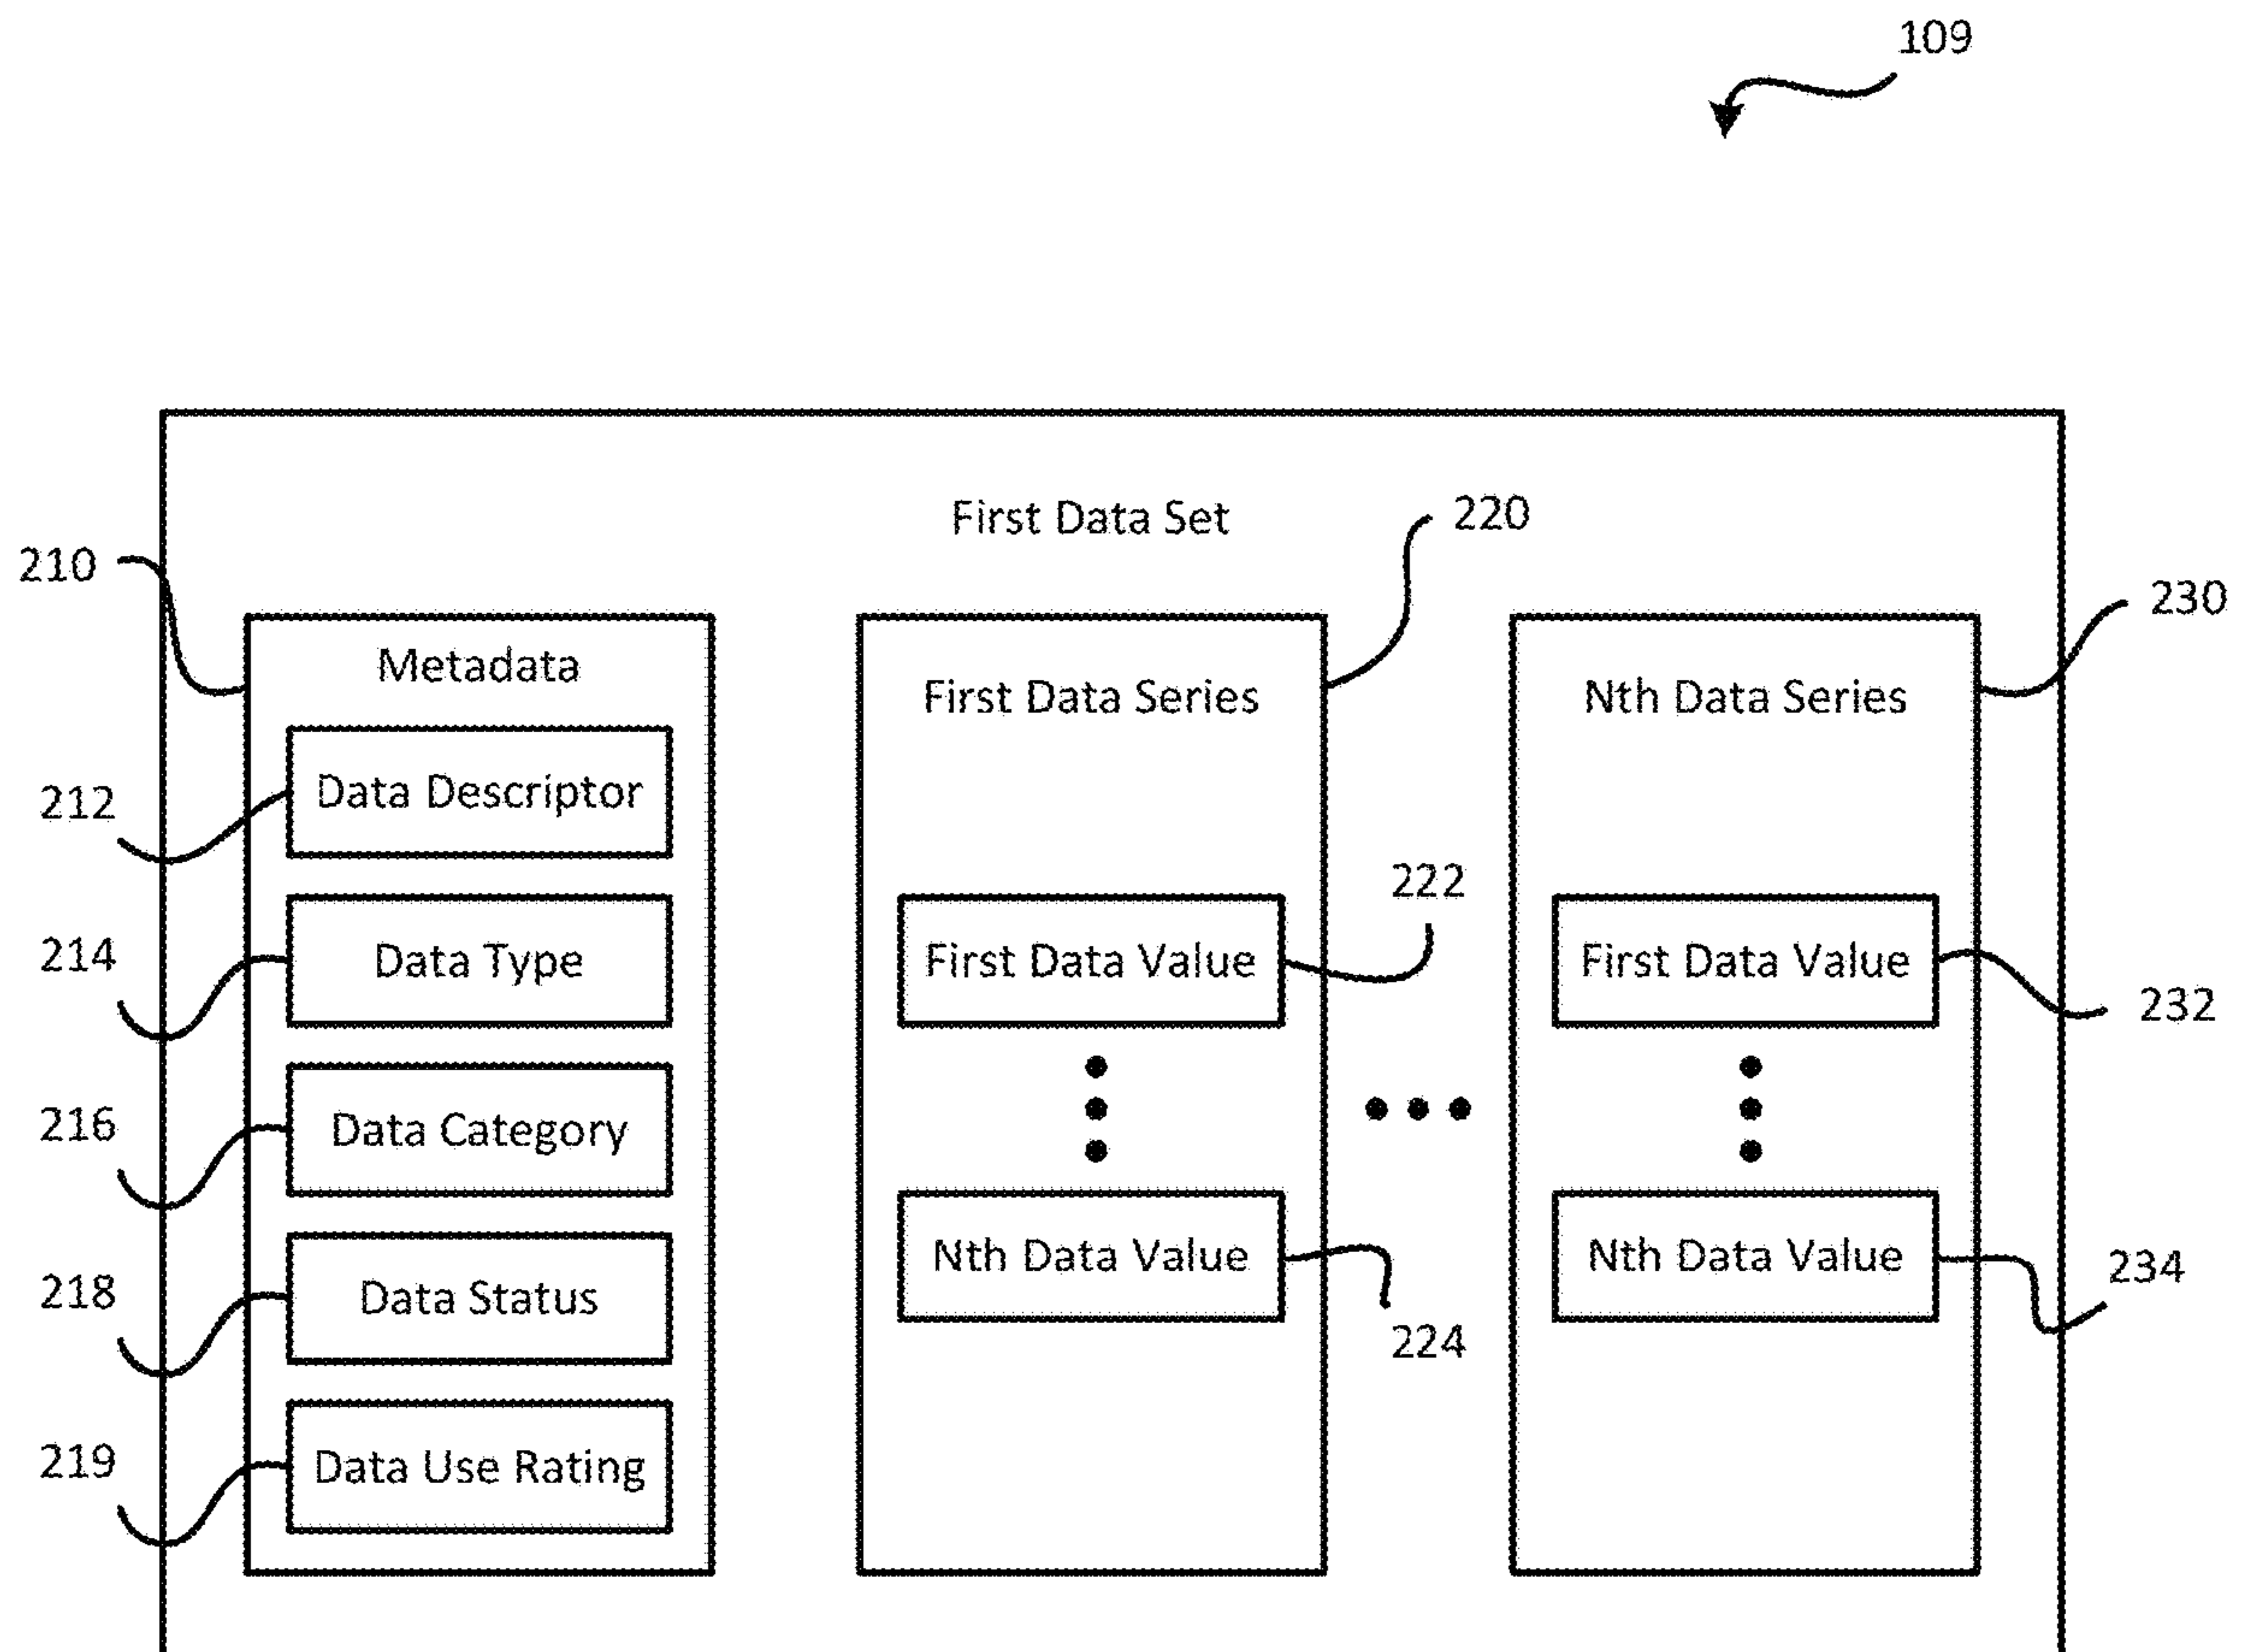 109
First Data Set
220
210
230
Metadata
First Data Series
Nth Data Series
Data Descriptor
212
222
214
Data Type
First Data Value
First Data Value
232
216
Data Category
218
Data Status
Nth Data Value
Nth Data Value
234
224
219
Data Use Rating